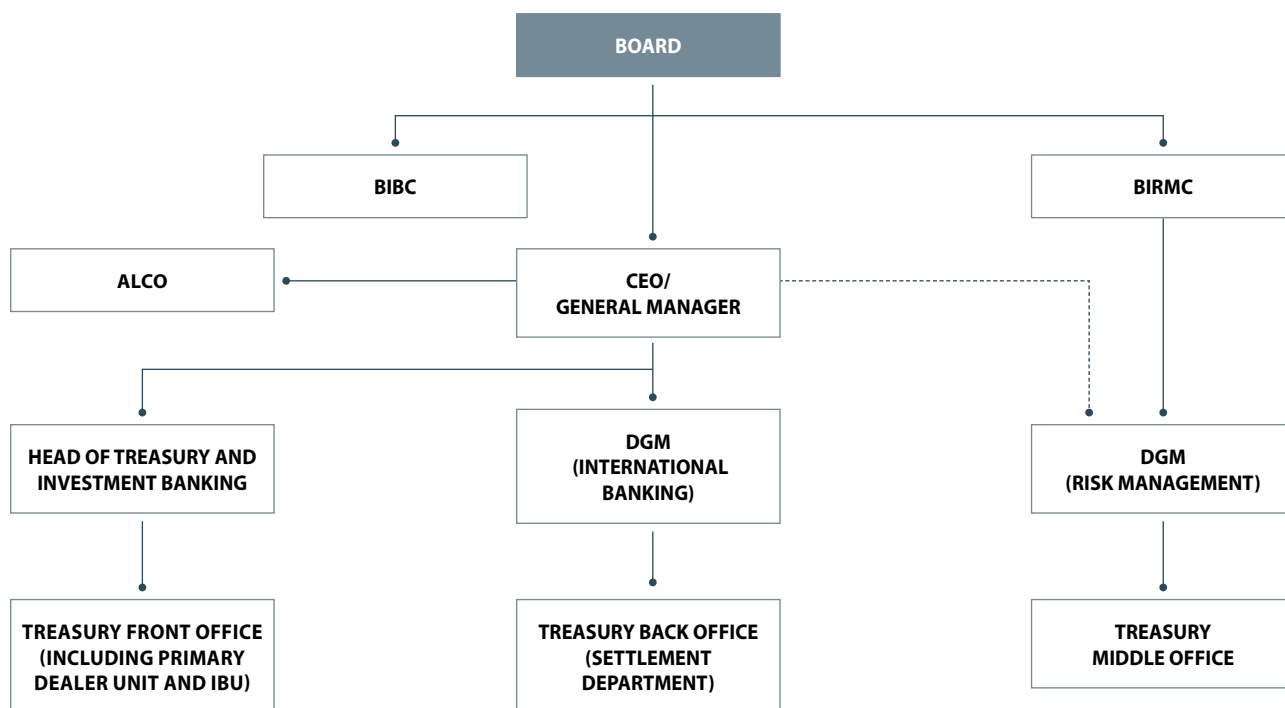 BOARD
BIBC
BIRMC
ALCO
CEO/
GENERAL MANAGER
HEAD OF TREASURY AND
INVESTMENT BANKING
DGM
(INTERNATIONAL
BANKING)
DGM
(RISK MANAGEMENT)
TREASURY FRONT OFFICE
(INCLUDING PRIMARY
DEALER UNIT AND IBU)
TREASURY BACK OFFICE
(SETTLEMENT
DEPARTMENT)
TREASURY
MIDDLE OFFICE